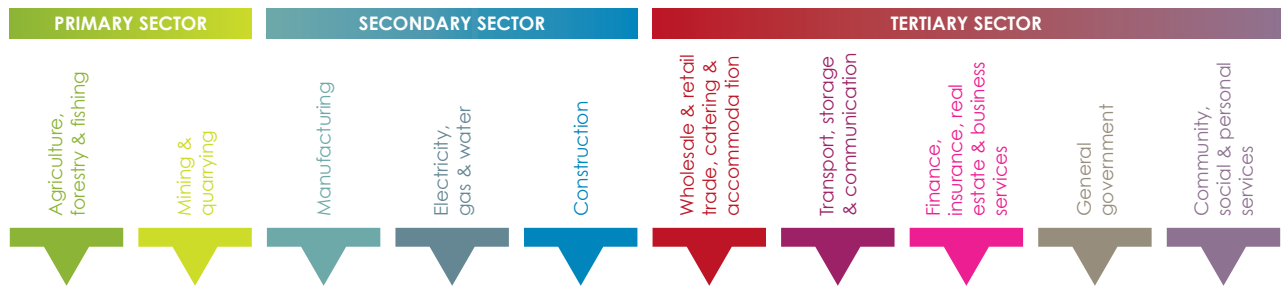 PRIMARY SECTOR
SECONDARY SECTOR
TERTIARY SECTOR
Agriculture,
forestry & fishing
Mining &
quarrying
Manufacturing
Electricity,
gas & water
Construction
Wholesale & retail
trade, catering &
accommoda tion
Transport, storage
& communication
Finance,
insurance, real
estate & business
services
General
government
Community,
social & personal
services